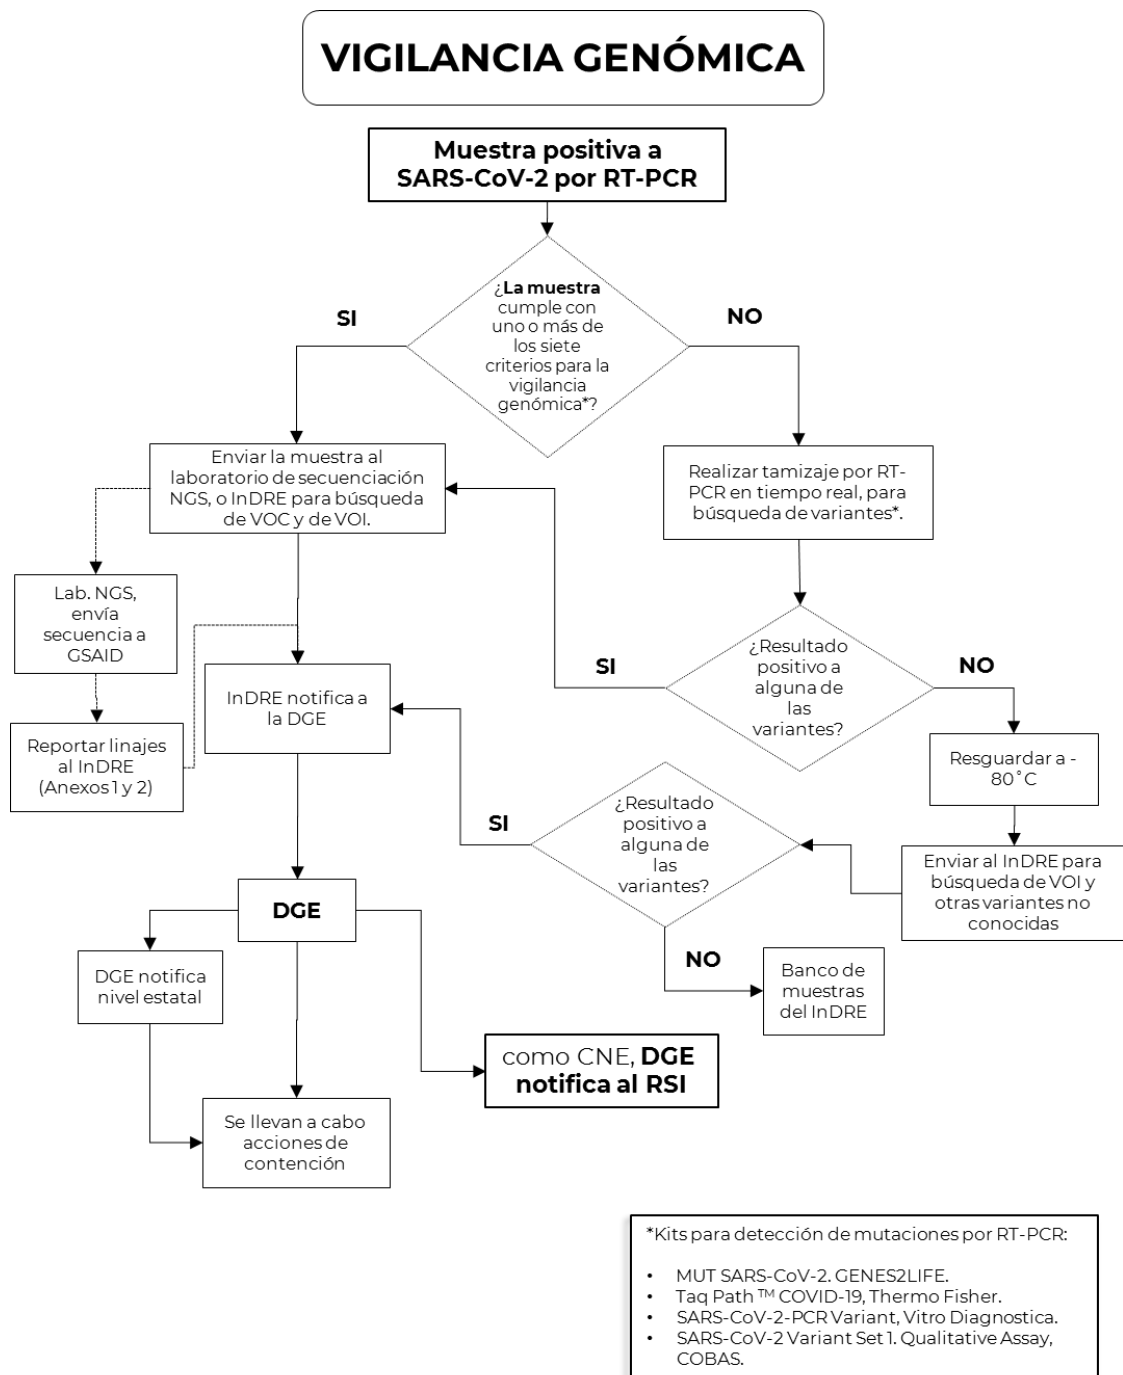 VIGILANCIA GENÓMICA
Muestra positiva a
SARS-CoV-2 por RT-PCR
¿La muestra
cumple con
uno o más de
los siete
criterios para la
vigilancia
genómica*?
SI
NO
Enviar la muestra al
laboratorio de secuenciación
NGS, o InDRE para búsqueda
de VOC y de VOI.
Realizar tamizaje por RT-
PCR en tiempo real, para
búsqueda de variantes*.
Lab. NGS,
envía
secuencia a
GSAID
¿Resultado
positivo a
alguna de
las
variantes?
SI
NO
InDRE notifica a
la DGE
Reportar linajes
al InDRE
(Anexos 1 y 2)
Resguardar a -
80°C
¿Resultado
positivo a
alguna de
las
variantes?
SI
NO
Enviar al InDRE para
búsqueda de VOI y
otras variantes no
conocidas
DGE
DGE notifica
nivel estatal
Banco de
muestras
del InDRE
como CNE, DGE
notifica al RSI
Se llevan a cabo
acciones de
contención
*Kits para detección de mutaciones por RT-PCR:
• MUT SARS-CoV-2. GENES2LIFE.
• Taq Path ™ COVID-19, Thermo Fisher.
• SARS-CoV-2-PCR Variant, Vitro Diagnostica.
• SARS-CoV-2 Variant Set 1. Qualitative Assay,
COBAS.